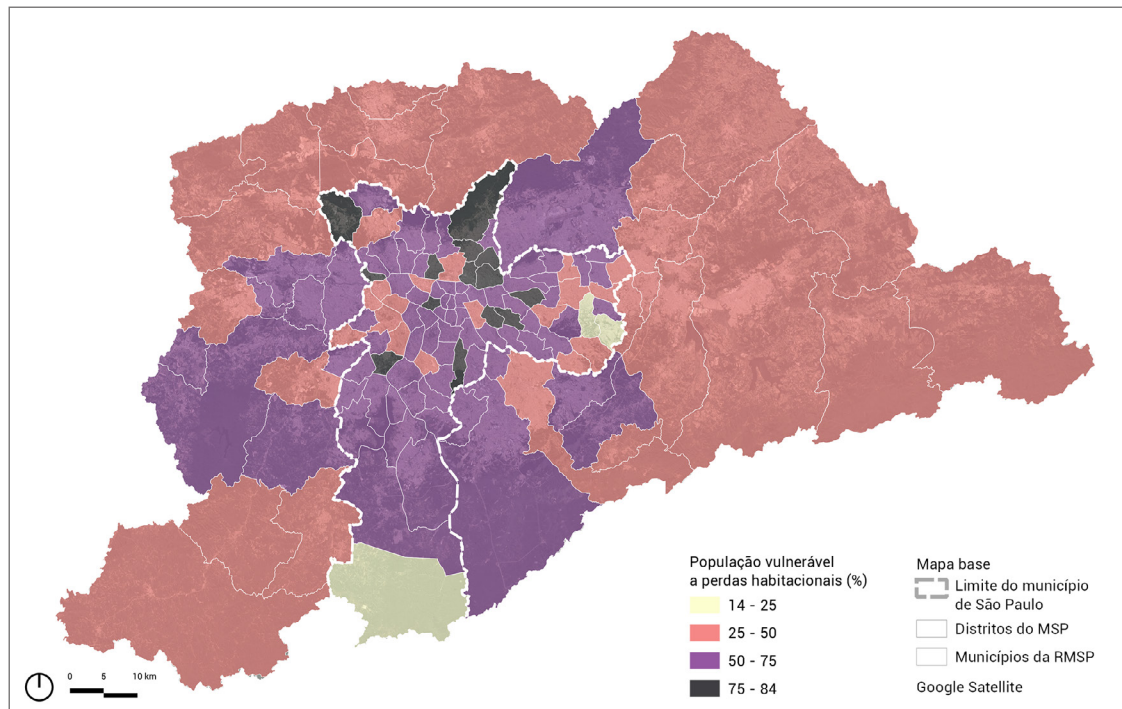 População vulnerável
a perdas habitacionais (%)
14 - 25
25 - 50
50 - 75
75 - 84
Mapa base
Limite do município
de São Paulo
Distritos do MSP
Municípios da RMSP
Google Satellite
0 5 10 km